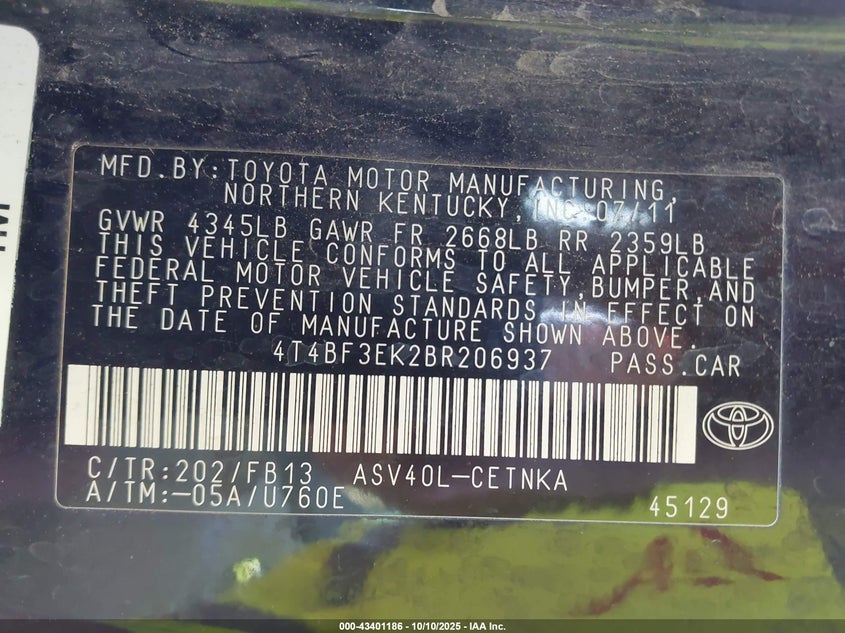 MFD.BY:TOYOTA MOTOR MANUFACTURING,
NORTHERN KENTUCKY, INC. 07/11
GVWR 4345LB GAWR FR 2668LB RR 2359LB
THIS VEHICLE CONFORMS TO ALL APPLICABLE
FEDERAL MOTOR VEHICLE SAFETY,BUMPER,AND
THEFT PREVENTION STANDARDS IN EFFECT ON
THE DATE OF MANUFACTURE SHOWN ABOVE.
4T4BF3EK2BR206937 PASS.CAR
C/TR:202/FB13 ASV40L-CETNKA
A/TM:-05A/U760E 45129
000-43401186 - 10/10/2025 - IAA Inc.